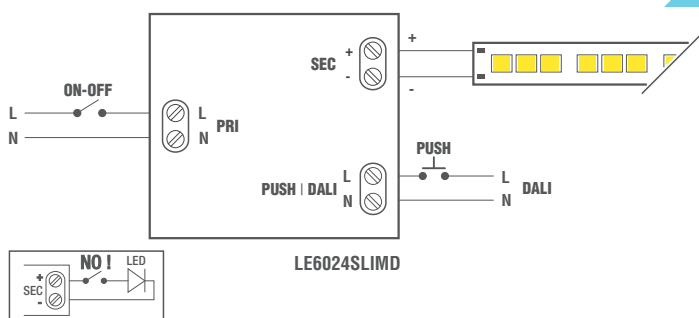 +
SEC + -
-
ON-OFF
L L
N N PRI
PUSH
PUSH | DALI L N
L
N
DALI
LE6024SLIMD
NO !
LED
SEC + -